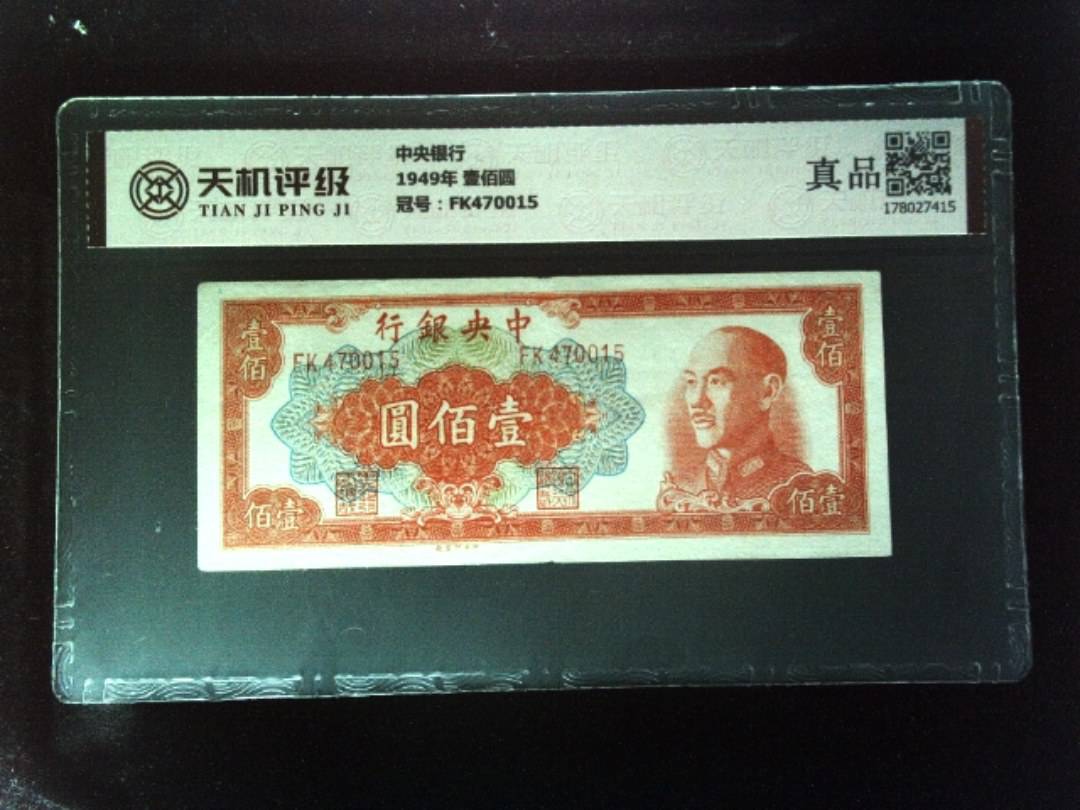 天机评级
TIAN JI PING JI
中央银行
1949年 壹佰圆
冠号：FK470015
真品
178027415
行銀央中
壹佰
壹佰
FK470015
FK470015
圓佰壹
佰壹
佰壹